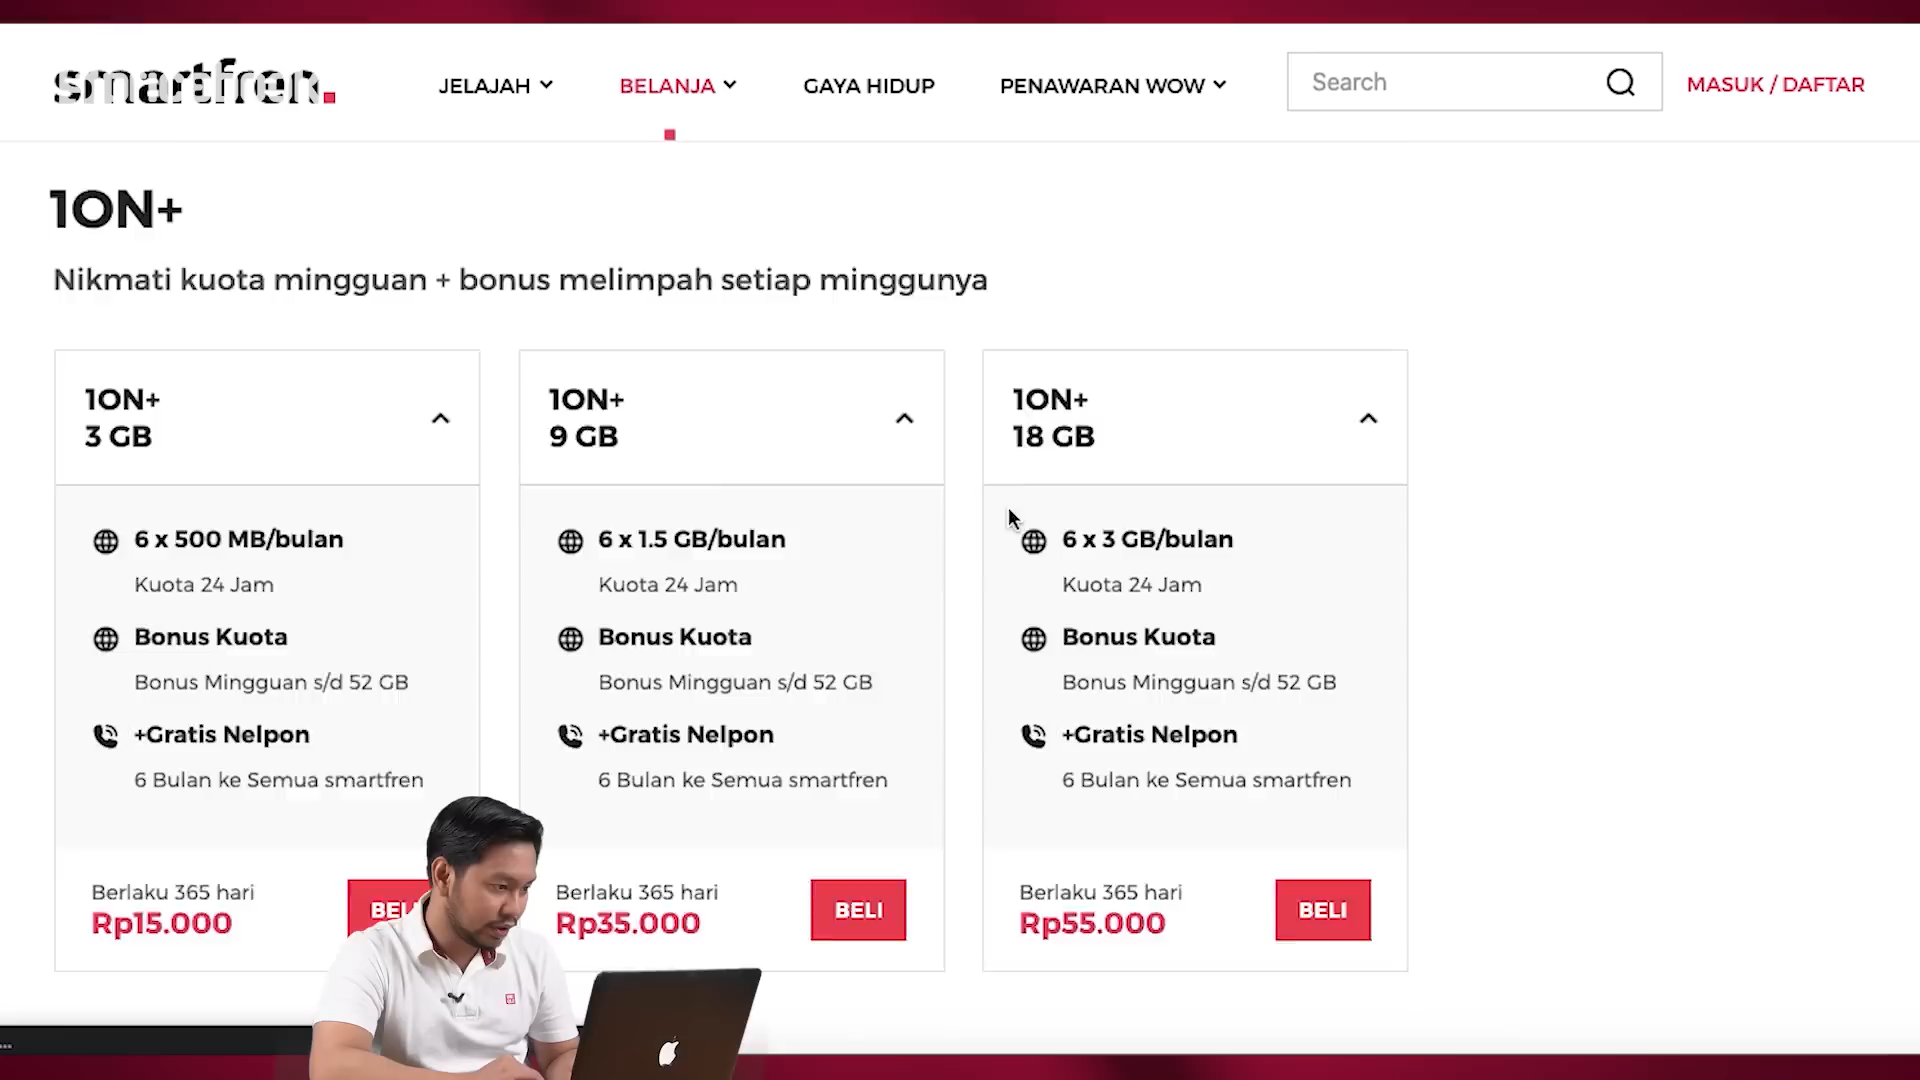 smartfren.
JELAJAH
BELANJA
GAYA HIDUP
PENAWARAN WOW
Search
MASUK / DAFTAR
1ON+
Nikmati kuota mingguan + bonus melimpah setiap minggunya
1ON+
3 GB
6 x 500 MB/bulan
Kuota 24 Jam
Bonus Kuota
Bonus Mingguan s/d 52 GB
+Gratis Nelpon
6 Bulan ke Semua smartfren
Berlaku 365 hari
Rp15.000
1ON+
9 GB
6 x 1.5 GB/bulan
Kuota 24 Jam
Bonus Kuota
Bonus Mingguan s/d 52 GB
+Gratis Nelpon
6 Bulan ke Semua smartfren
Berlaku 365 hari
Rp35.000
BELI
1ON+
18 GB
6 x 3 GB/bulan
Kuota 24 Jam
Bonus Kuota
Bonus Mingguan s/d 52 GB
+Gratis Nelpon
6 Bulan ke Semua smartfren
Berlaku 365 hari
Rp55.000
BELI